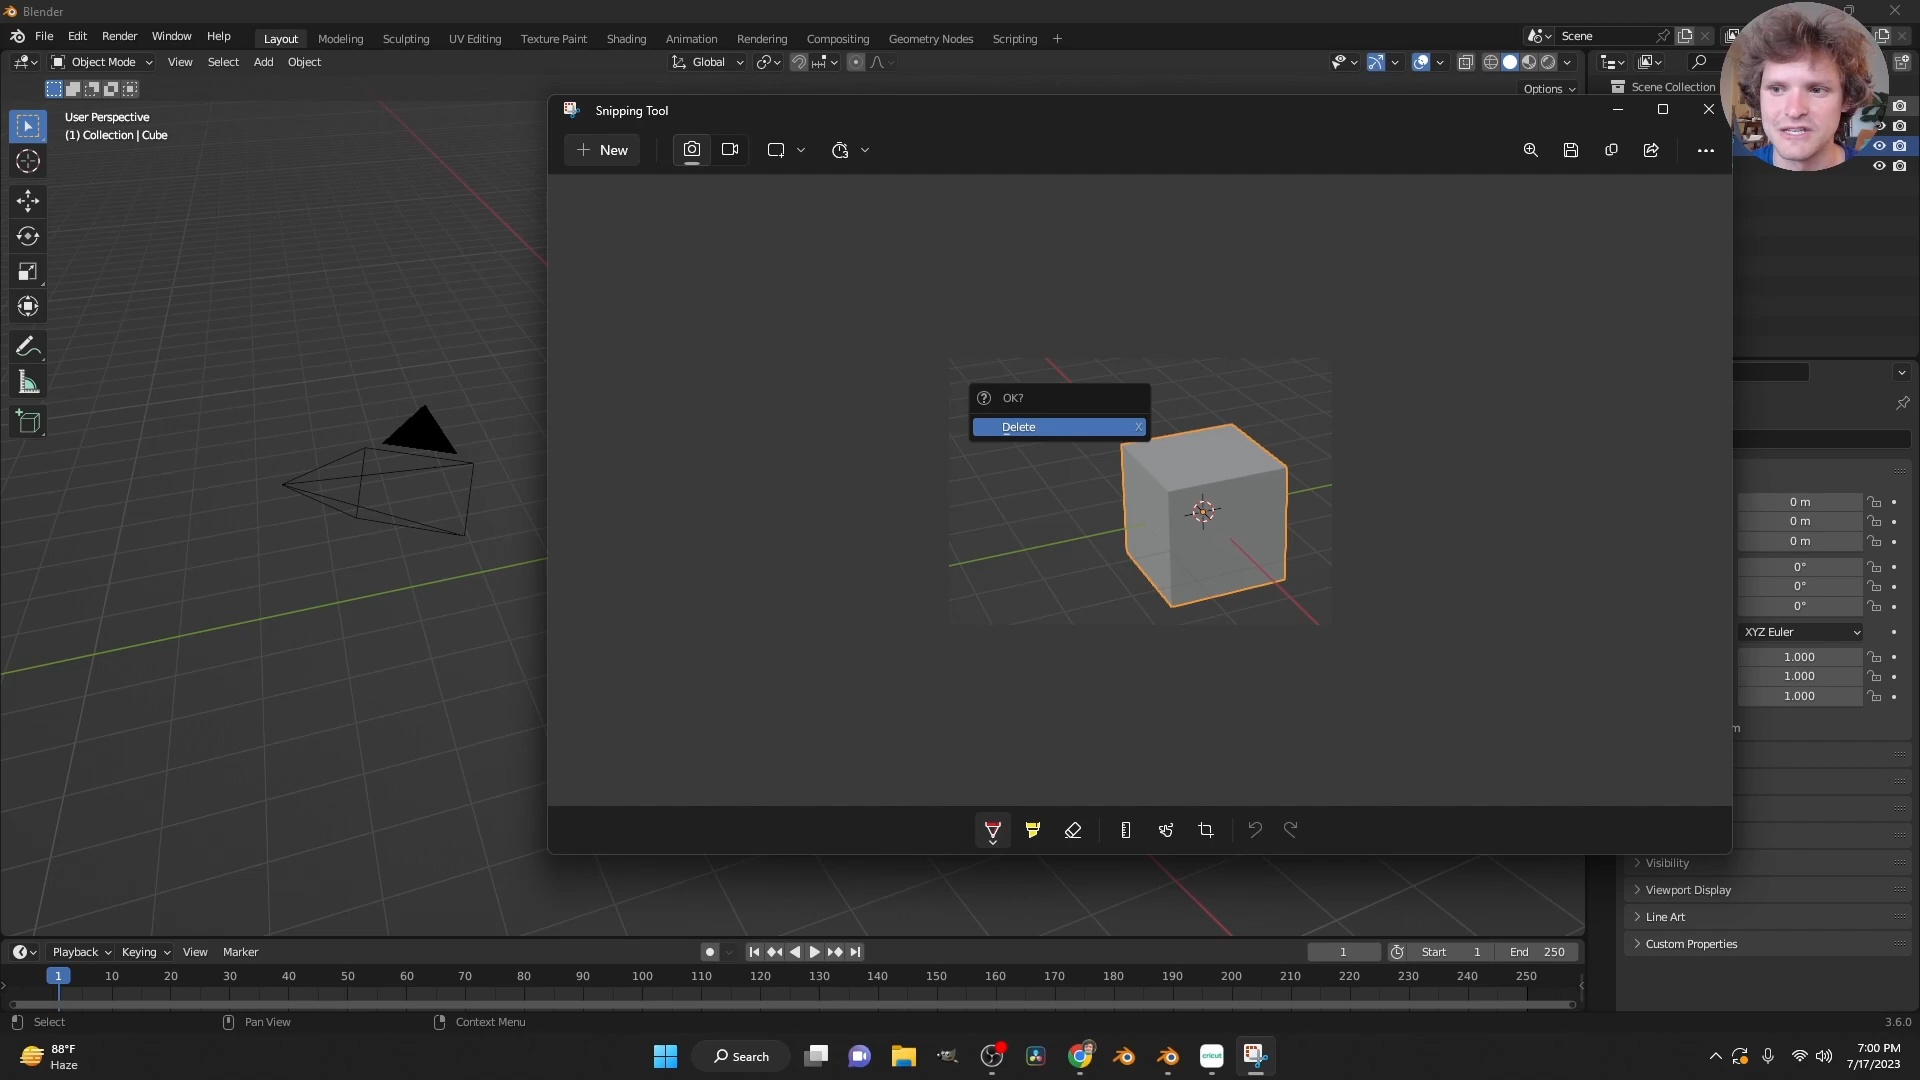 Blender
File Edit Render Window Help Layout Modeling Sculpting UV Editing Texture Paint Shading Animation Rendering Compositing Geometry Nodes Scripting + Scene
Object Mode View Select Add Object Global
Options Scene Collection
User Perspective
(1) Collection | Cube
Snipping Tool
New
OK?
Delete X
0 m
0 m
0 m
0°
0°
0°
XYZ Euler
1.000
1.000
1.000
m
Visibility
Viewport Display
Line Art
Custom Properties
Playback Keying View Marker 1 Start 1 End 250
1 10 20 30 40 50 60 70 80 90 100 110 120 130 140 150 160 170 180 190 200 210 220 230 240 250
Select Pan View Context Menu 3.6.0
88°F
Haze
Search
cricut
7:00 PM
7/17/2023